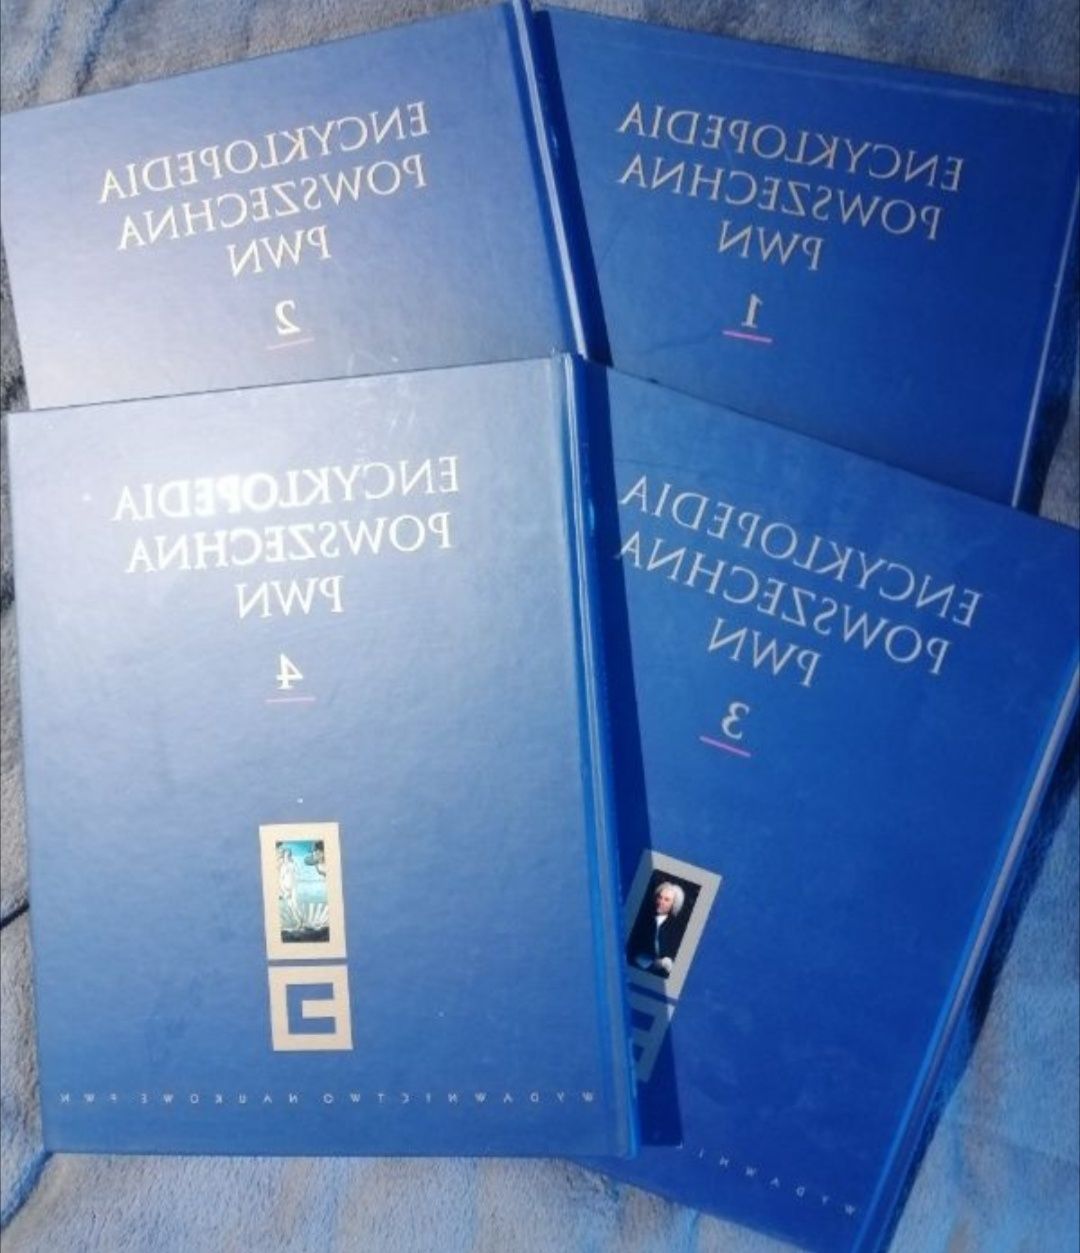 ENCYKLOPEDIA
POWSZECHNA
PWN
2
ENCYKLOPEDIA
POWSZECHNA
PWN
1
ENCYKLOPEDIA
POWSZECHNA
PWN
4
WYDAWNICTWO NAUKOWE PWN
ENCYKLOPEDIA
POWSZECHNA
PWN
3
WYDAWNIC